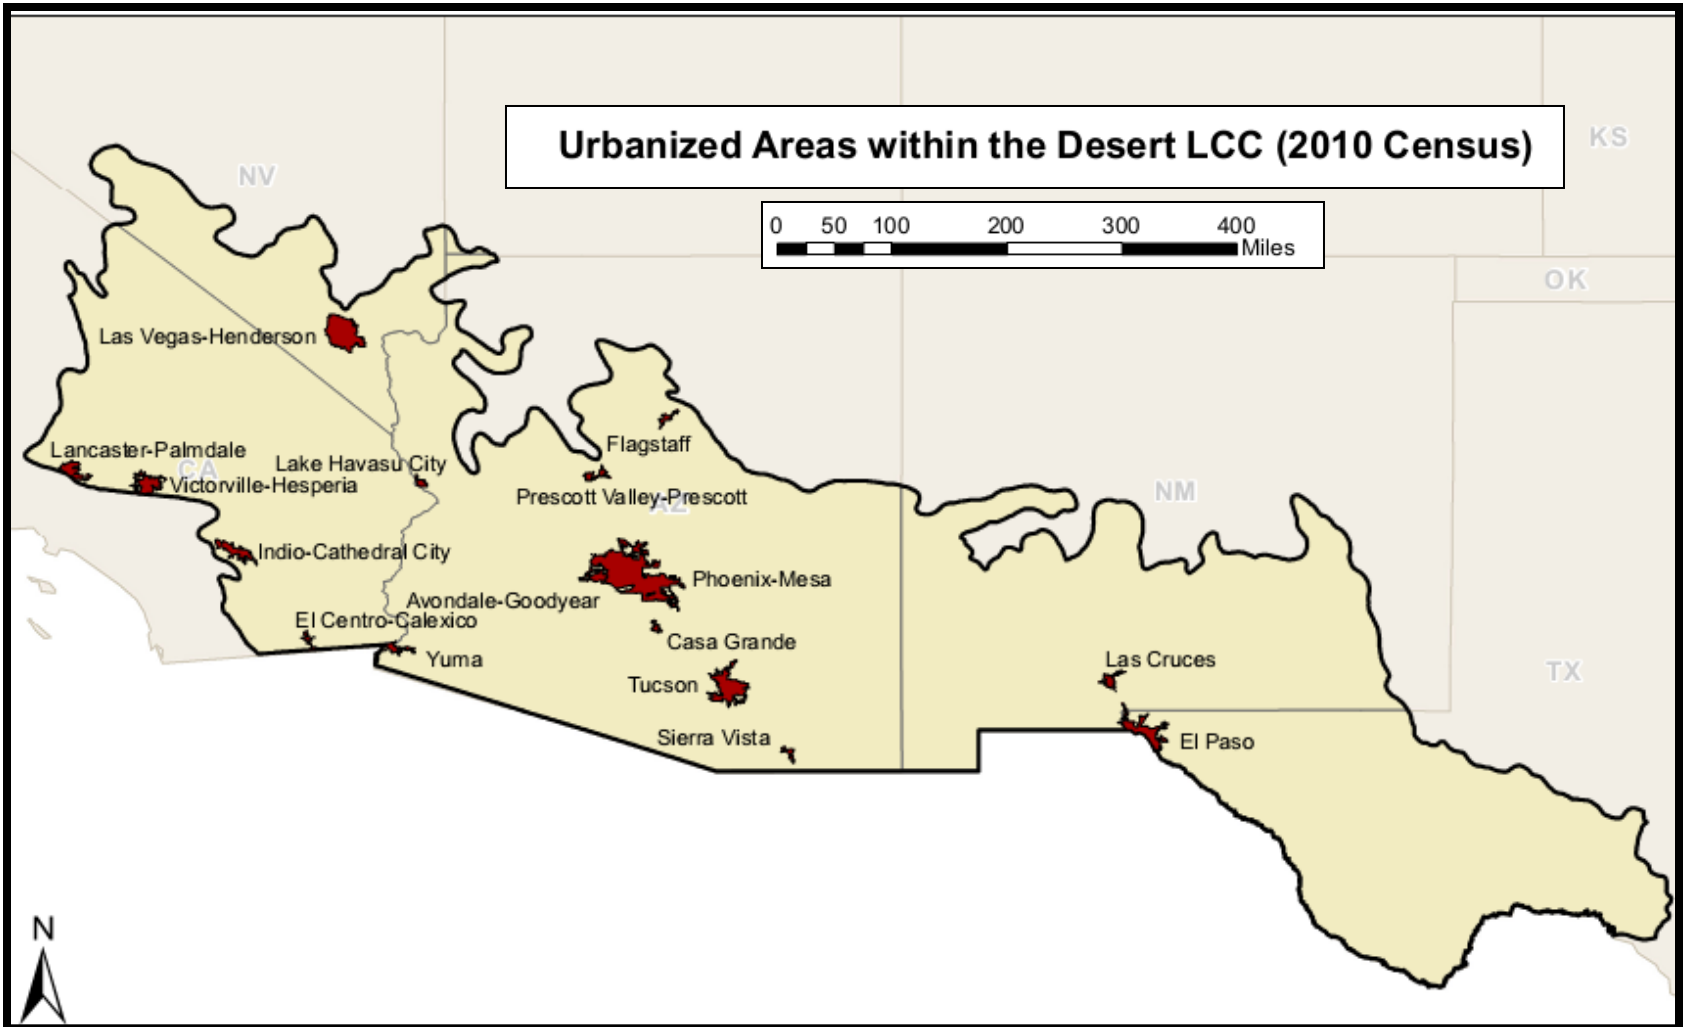 Urbanized Areas within the Desert LCC (2010 Census)
KS
NV
0 50 100 200 300 400
Miles
OK
Las Vegas-Henderson
Flagstaff
Lancaster-Palmdale
Lake Havasu City
CA
Victorville-Hesperia
Prescott Valley-Prescott
AZ
NM
Indio-Cathedral City
Phoenix-Mesa
Avondale-Goodyear
El Centro-Calexico
Casa Grande
Yuma
Las Cruces
TX
Tucson
Sierra Vista
El Paso
N